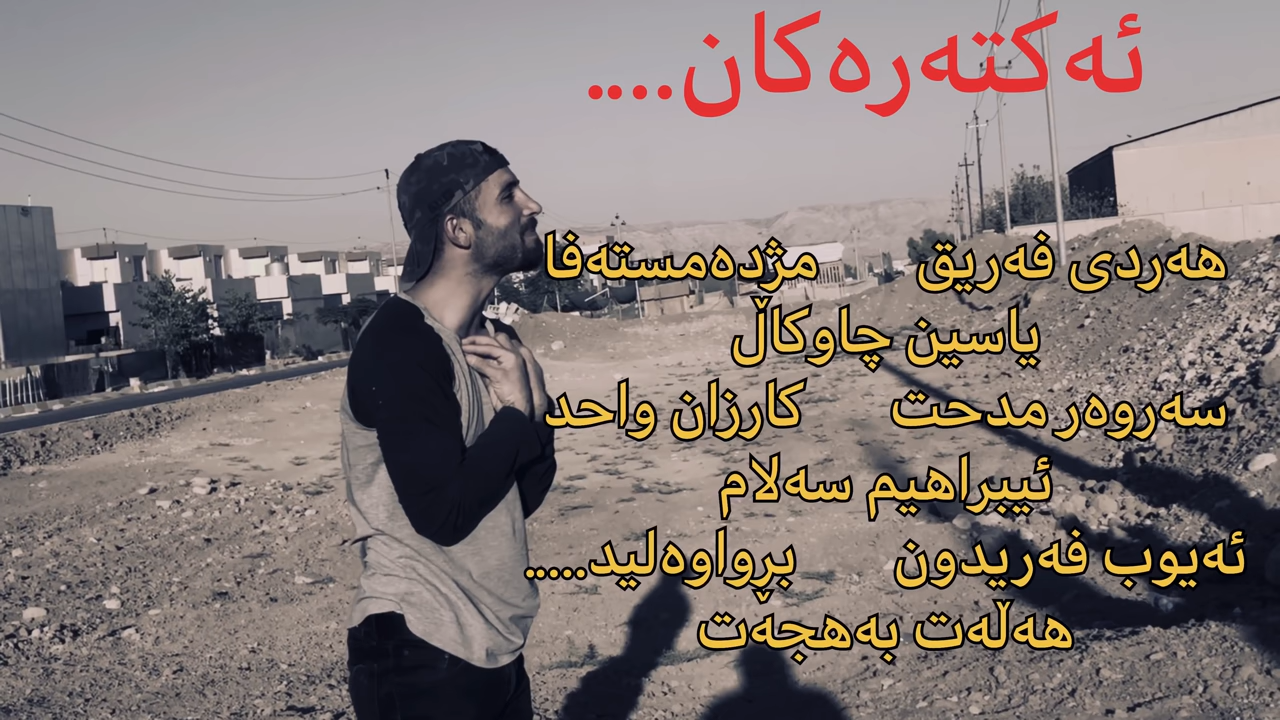 ئەکتەرەکان....
هەردی فەریق مژدەمستەفا
یاسین چاوکاڵ
سەروەر مدحت کارزان واحد
ئیبراهیم سەلام
ئەیوب فەریدون بڕواوەلید.....
هەڵەت بەهجەت